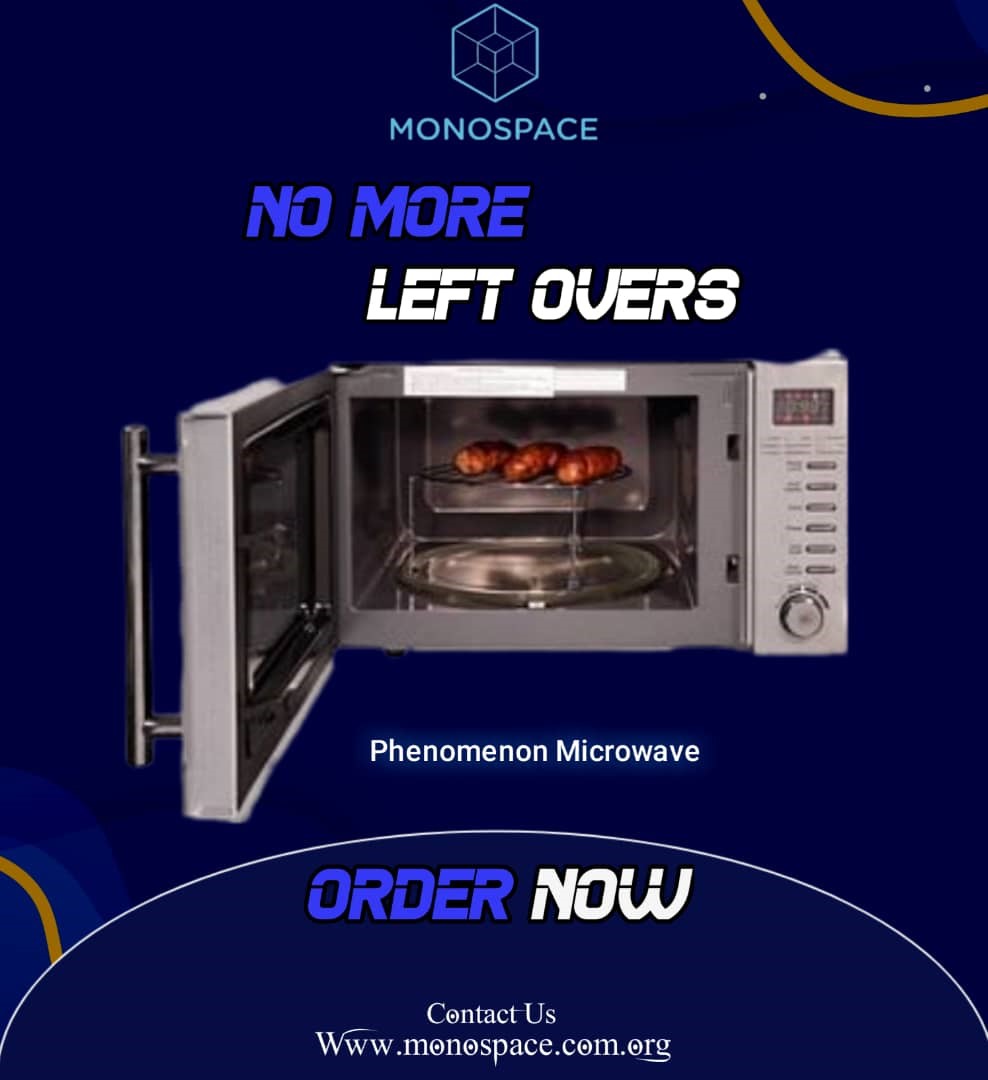 MONOSPACE
NO MORE
LEFT OVERS
Phenomenon Microwave
ORDER NOW
Contact Us
Www.monospace.com.org